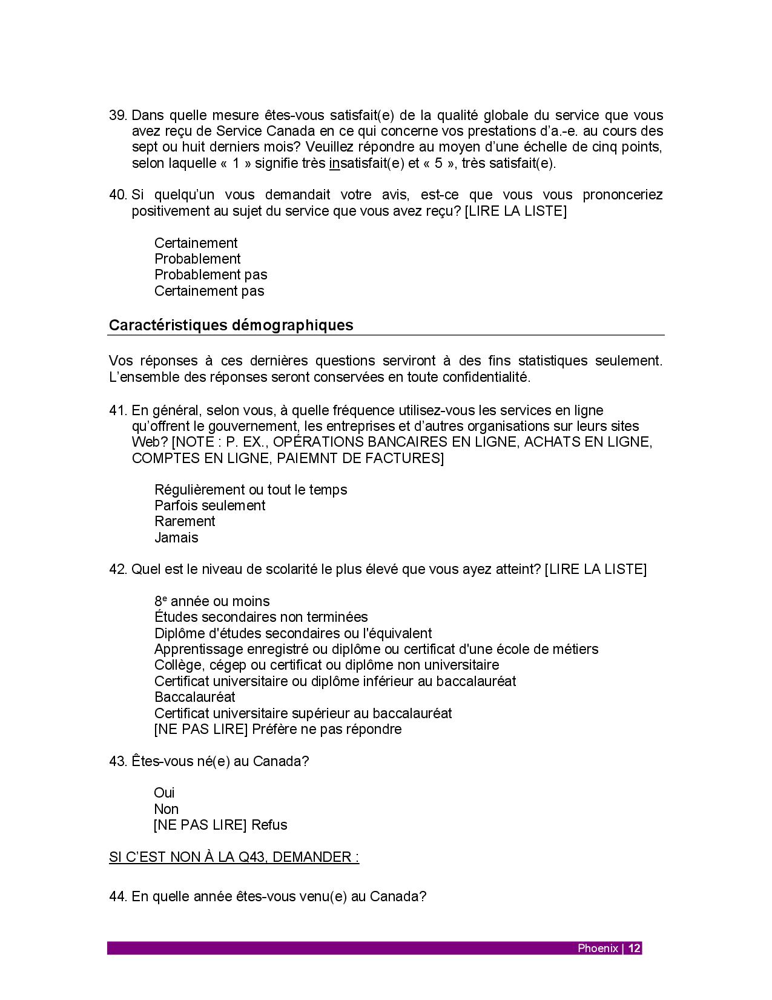 39. Dans quelle mesure êtes-vous satisfait(e) de la qualité globale du service que vous
avez reçu de Service Canada en ce qui concerne vos prestations d’a.-e. au cours des
sept ou huit derniers mois? Veuillez répondre au moyen d’une échelle de cinq points,
selon laquelle « 1 » signifie très insatisfait(e) et « 5 », très satisfait(e).
40. Si quelqu’un vous demandait votre avis, est-ce que vous vous prononceriez
positivement au sujet du service que vous avez reçu? [LIRE LA LISTE]
Certainement
Probablement
Probablement pas
Certainement pas
Caractéristiques démographiques
Vos réponses à ces dernières questions serviront à des fins statistiques seulement.
L’ensemble des réponses seront conservées en toute confidentialité.
41. En général, selon vous, à quelle fréquence utilisez-vous les services en ligne
qu’offrent le gouvernement, les entreprises et d’autres organisations sur leurs sites
Web? [NOTE : P. EX., OPÉRATIONS BANCAIRES EN LIGNE, ACHATS EN LIGNE,
COMPTES EN LIGNE, PAIEMNT DE FACTURES]
Régulièrement ou tout le temps
Parfois seulement
Rarement
Jamais
42. Quel est le niveau de scolarité le plus élevé que vous ayez atteint? [LIRE LA LISTE]
8e année ou moins
Études secondaires non terminées
Diplôme d'études secondaires ou l'équivalent
Apprentissage enregistré ou diplôme ou certificat d'une école de métiers
Collège, cégep ou certificat ou diplôme non universitaire
Certificat universitaire ou diplôme inférieur au baccalauréat
Baccalauréat
Certificat universitaire supérieur au baccalauréat
[NE PAS LIRE] Préfère ne pas répondre
43. Êtes-vous né(e) au Canada?
Oui
Non
[NE PAS LIRE] Refus
SI C’EST NON À LA Q43, DEMANDER :
44. En quelle année êtes-vous venu(e) au Canada?
Phoenix | 12